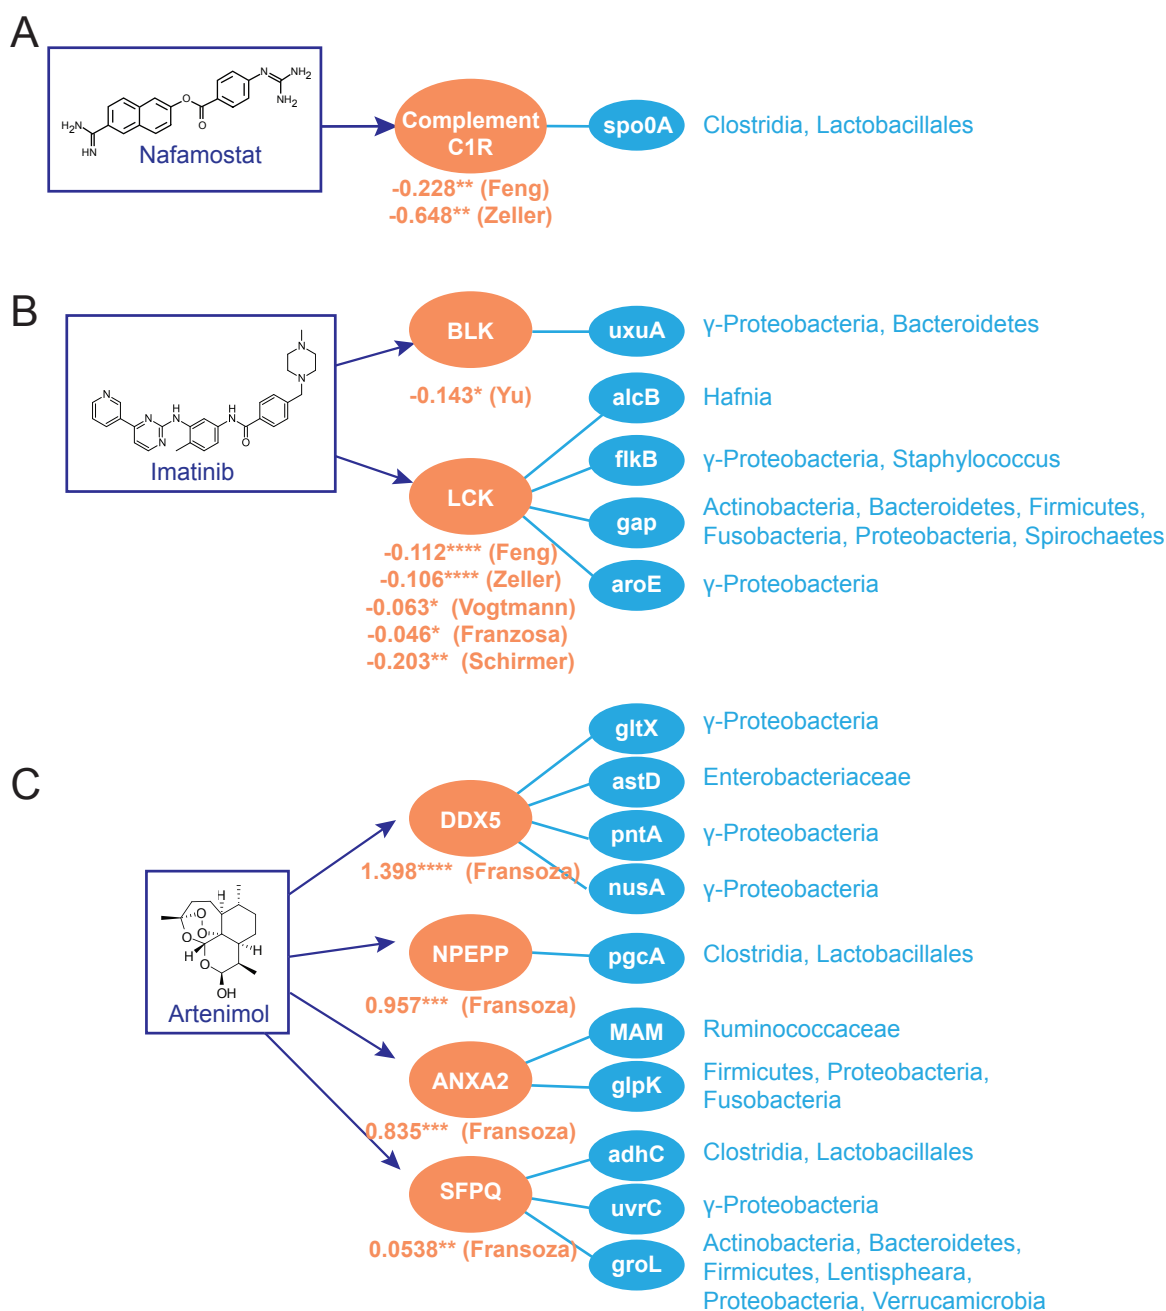 A
N
NH2
NH2
O
O
H2N
NH
Nafamostat
Complement
C1R
spo0A
Clostridia, Lactobacillales
-0.228** (Feng)
-0.648** (Zeller)
B
BLK
uxuA
γ-Proteobacteria, Bacteroidetes
-0.143* (Yu)
N
N
N
N
N
H
N
H
N
O
Imatinib
LCK
alcB
Hafnia
flkB
γ-Proteobacteria, Staphylococcus
gap
Actinobacteria, Bacteroidetes, Firmicutes,
Fusobacteria, Proteobacteria, Spirochaetes
aroE
γ-Proteobacteria
-0.112**** (Feng)
-0.106**** (Zeller)
-0.063* (Vogtmann)
-0.046* (Franzosa)
-0.203** (Schirmer)
C
DDX5
gltX
γ-Proteobacteria
astD
Enterobacteriaceae
pntA
γ-Proteobacteria
nusA
γ-Proteobacteria
1.398**** (Fransoza)
H
O
O
O
O
H
H
OH
Artenimol
NPEPP
pgcA
Clostridia, Lactobacillales
0.957*** (Fransoza)
ANXA2
MAM
Ruminococcaceae
glpK
Firmicutes, Proteobacteria,
Fusobacteria
0.835*** (Fransoza)
SFPQ
adhC
Clostridia, Lactobacillales
uvrC
γ-Proteobacteria
groL
Actinobacteria, Bacteroidetes,
Firmicutes, Lentispheara,
Proteobacteria, Verrucamicrobia
0.0538** (Fransoza)